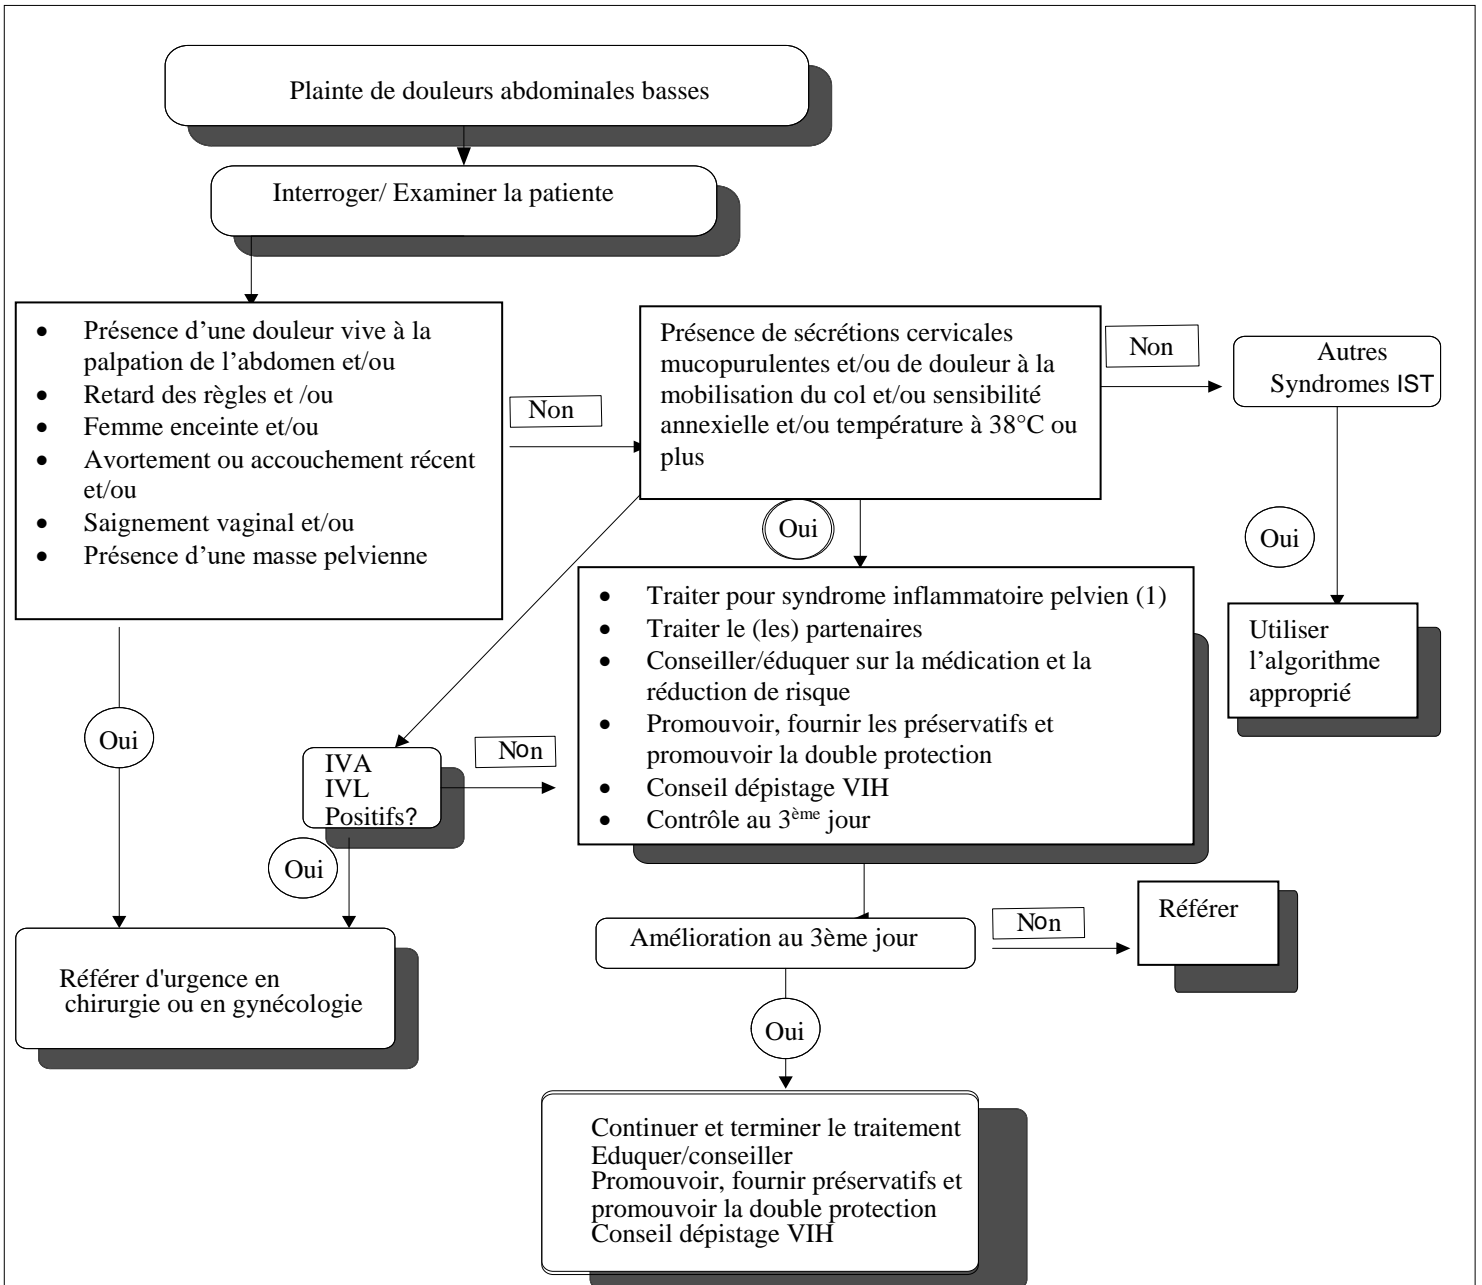 Plainte de douleurs abdominales basses
Interroger/ Examiner la patiente
• Présence d’une douleur vive à la
palpation de l’abdomen et/ou
• Retard des règles et /ou
• Femme enceinte et/ou
• Avortement ou accouchement récent
et/ou
• Saignement vaginal et/ou
• Présence d’une masse pelvienne
Non
Présence de sécrétions cervicales
mucopurulentes et/ou de douleur à la
mobilisation du col et/ou sensibilité
annexielle et/ou température à 38°C ou
plus
Non
Autres
Syndromes IST
Oui
Oui
Utiliser
l’algorithme
approprié
• Traiter pour syndrome inflammatoire pelvien (1)
• Traiter le (les) partenaires
• Conseiller/éduquer sur la médication et la
réduction de risque
• Promouvoir, fournir les préservatifs et
promouvoir la double protection
• Conseil dépistage VIH
• Contrôle au 3ème jour
Oui
IVA
IVL
Positifs?
Non
Oui
Référer d'urgence en
chirurgie ou en gynécologie
Amélioration au 3ème jour
Non
Référer
Oui
Continuer et terminer le traitement
Eduquer/conseiller
Promouvoir, fournir préservatifs et
promouvoir la double protection
Conseil dépistage VIH